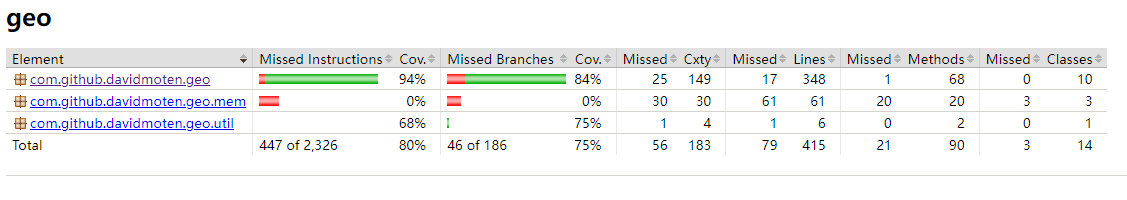 geo
Element Missed Instructions Cov. Missed Branches Cov. Missed Cxty Missed Lines Missed Methods Missed Classes
com.github.davidmoten.geo 94% 84% 25 149 17 348 1 68 0 10
com.github.davidmoten.geo.mem 0% 0% 30 30 61 61 20 20 3 3
com.github.davidmoten.geo.util 68% 75% 1 4 1 6 0 2 0 1
Total 447 of 2,326 80% 46 of 186 75% 56 183 79 415 21 90 3 14